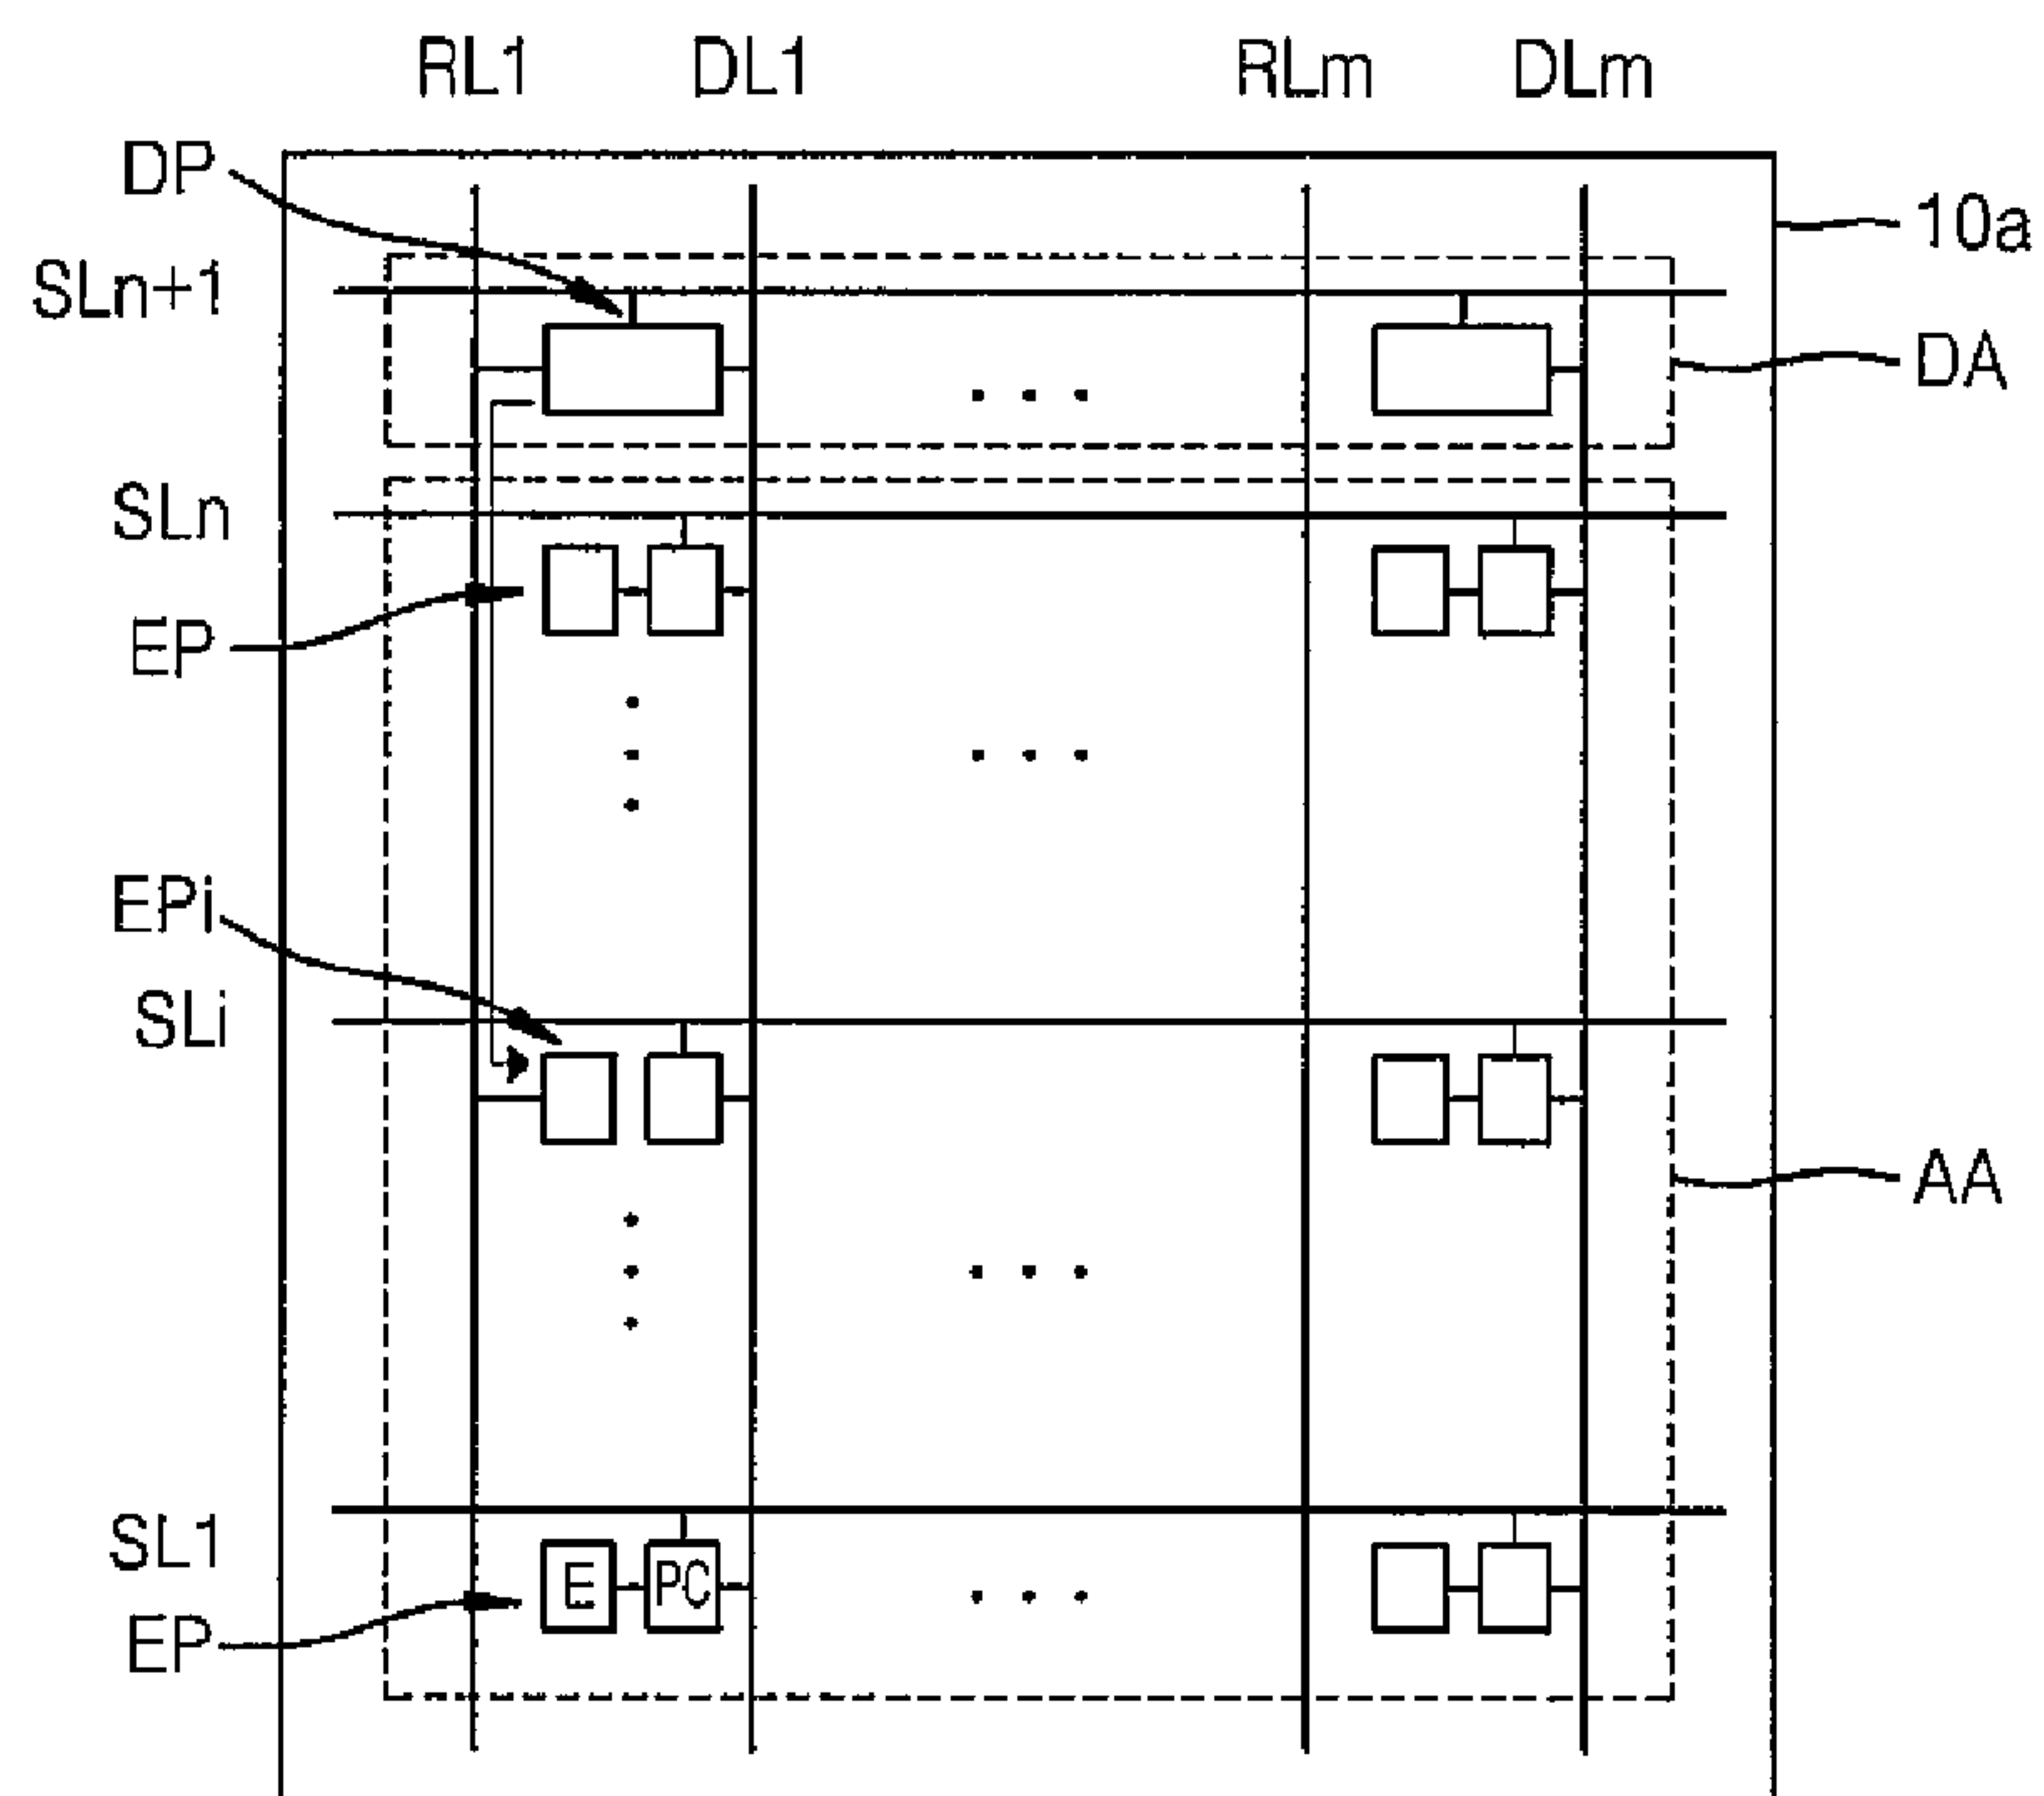 RL1 DL1 RLm DLm
DP
10a
SLn+1
DA
SLn
EP
EPi
SLi
AA
SL1
E PC
EP